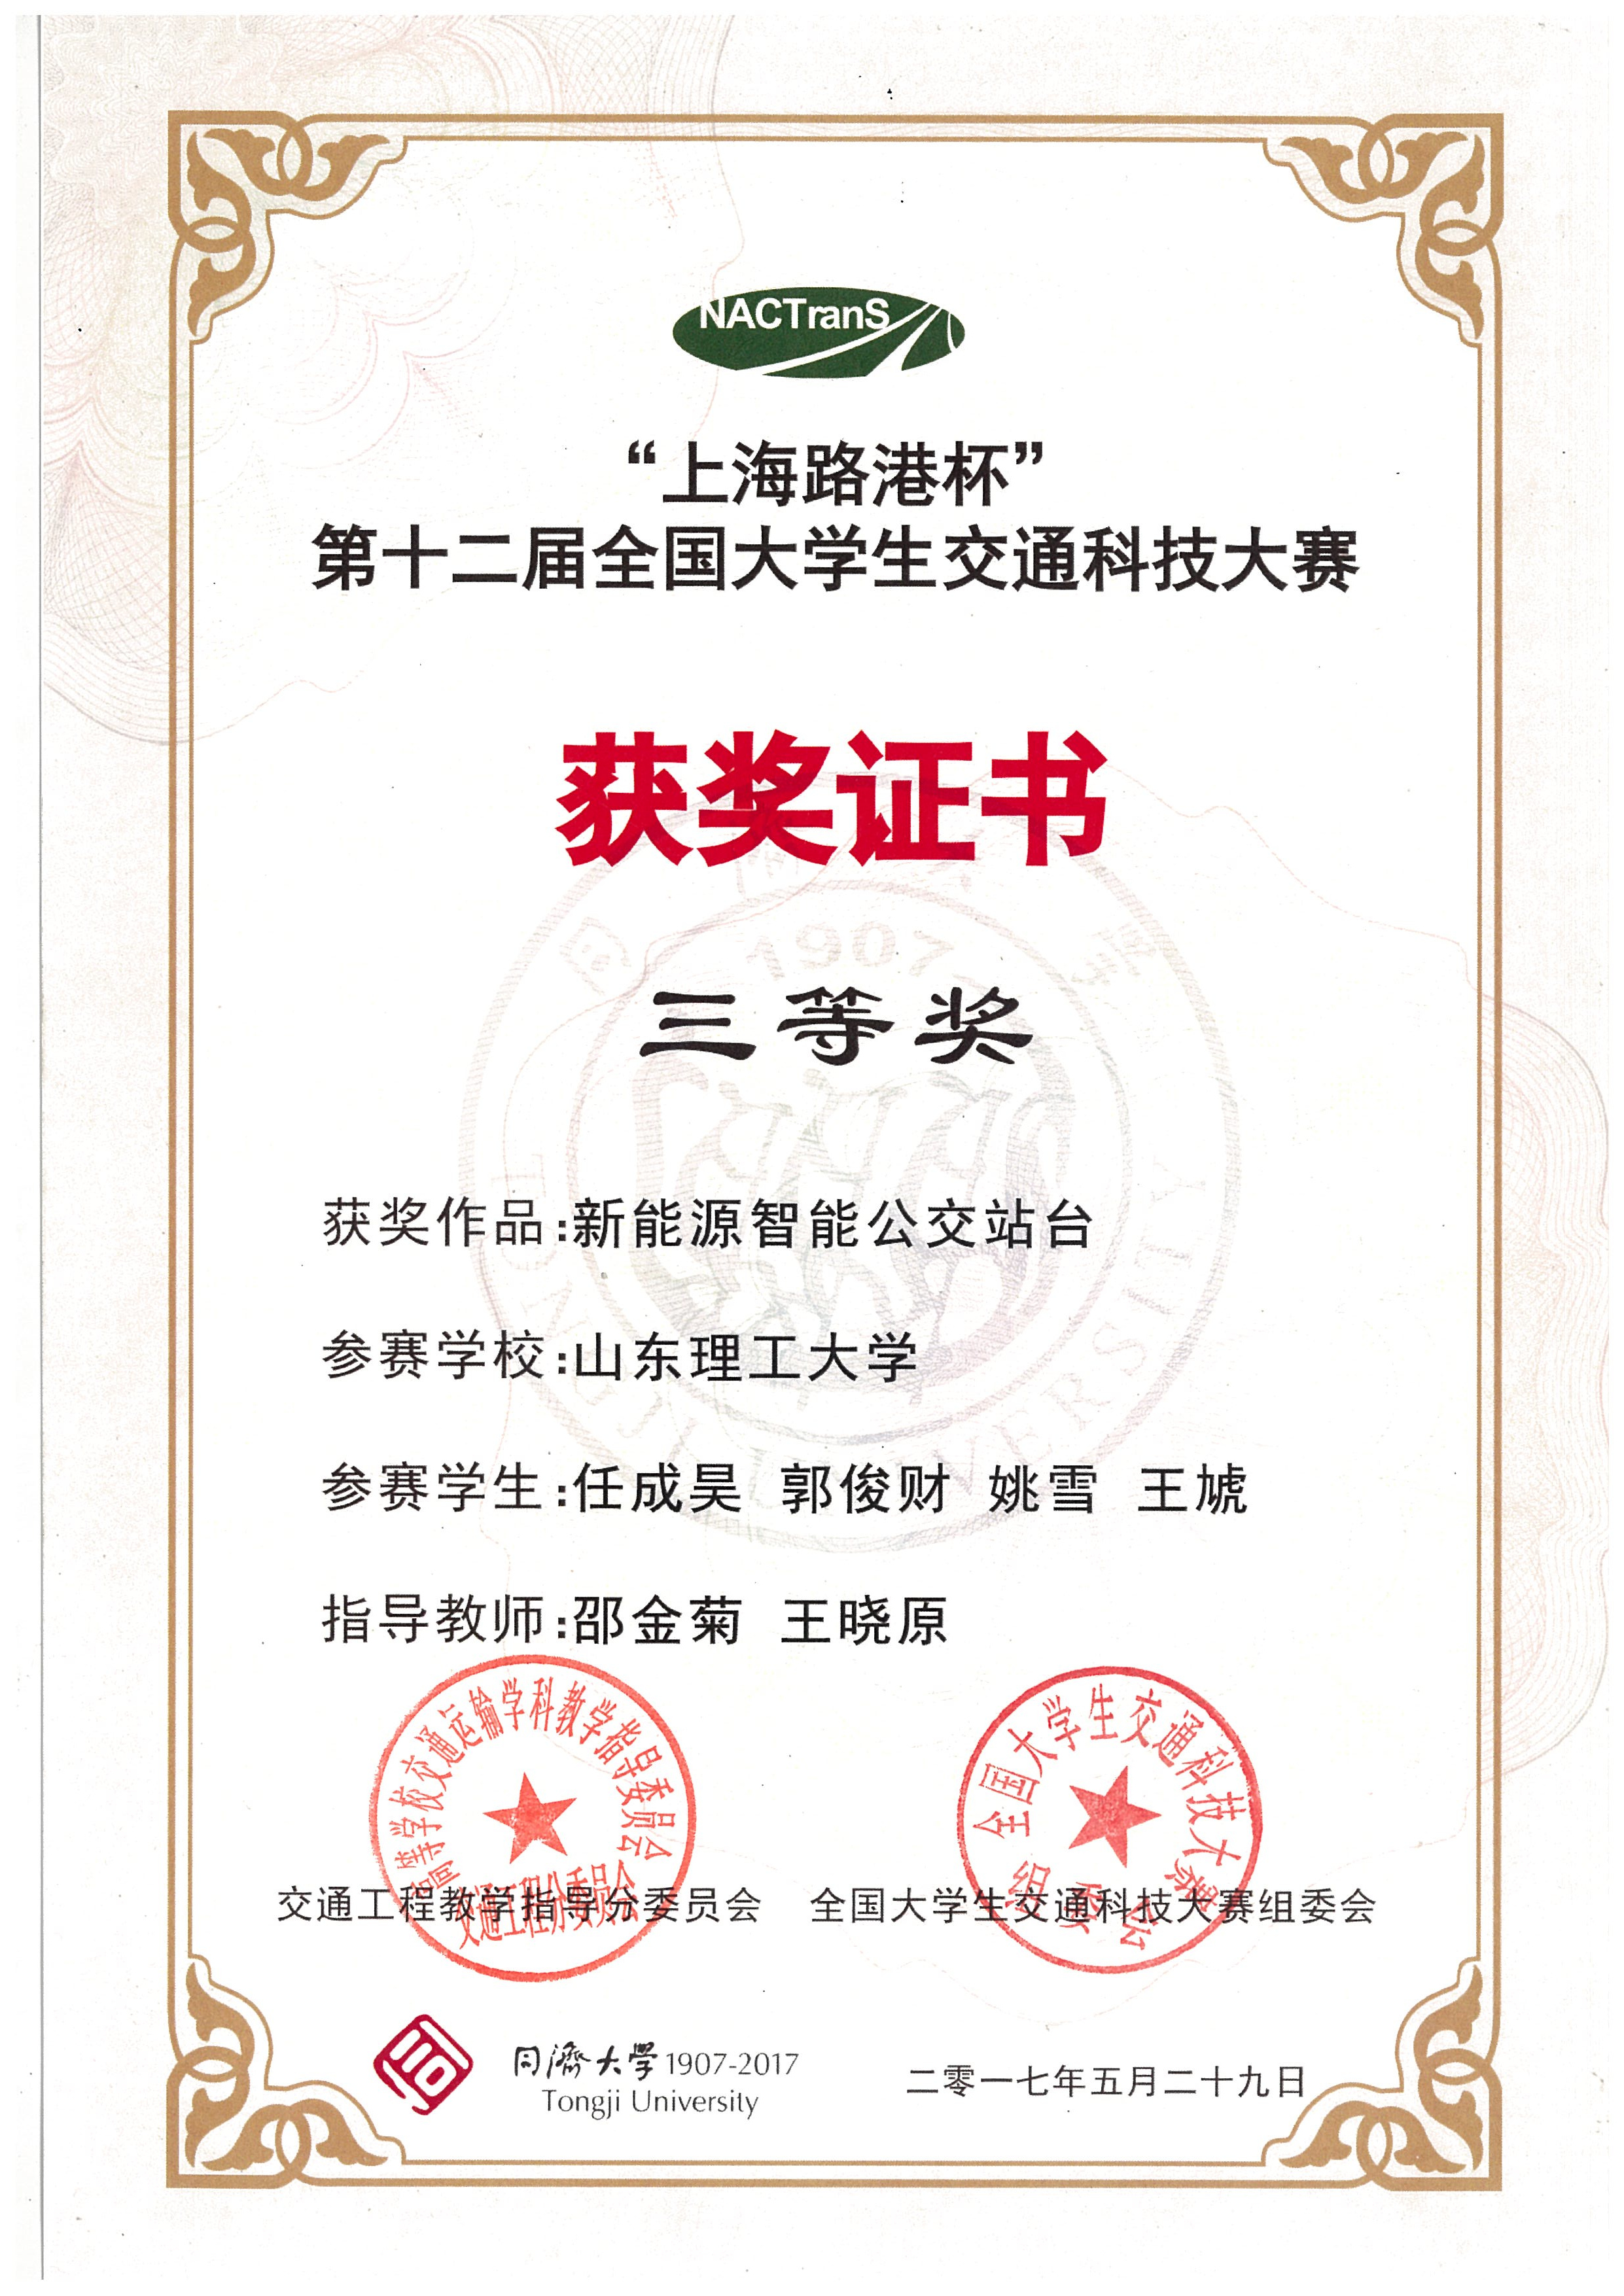 NACTranS
“上海路港杯”
第十二届全国大学生交通科技大赛
获奖证书
1907
三等奖
获奖作品:新能源智能公交站台
参赛学校:山东理工大学
参赛学生:任成昊 郭俊财 姚雪 王虓
指导教师:邵金菊 王晓原
高等学校交通运输学科教学指导委员会
交通工程分委员会
全国大学生交通科技大赛
组委会
交通工程教学指导分委员会 全国大学生交通科技大赛组委会
同濟大學 1907-2017
Tongji University
二零一七年五月二十九日